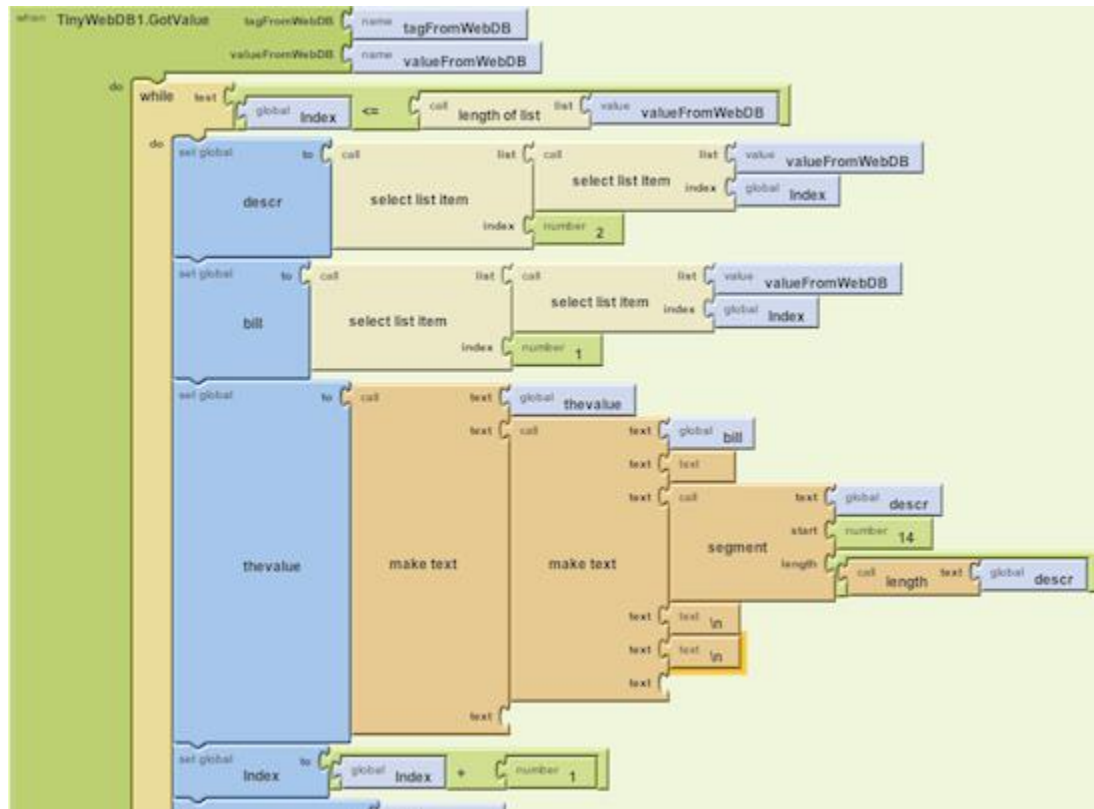 when TinyWebDB1.GotValue tagFromWebDB name tagFromWebDB
valueFromWebDB name valueFromWebDB
do while test global Index <= call length of list list value valueFromWebDB
do set global descr to call select list item list call select list item list value valueFromWebDB
index global Index
index number 2
set global bill to call select list item list call select list item list value valueFromWebDB
index global Index
index number 1
set global thevalue to call make text text global thevalue
text call make text text global bill
text text
text call segment text global descr
start number 14
length call length text global descr
text text \n
text text \n
text
text
set global Index to global Index + number 1